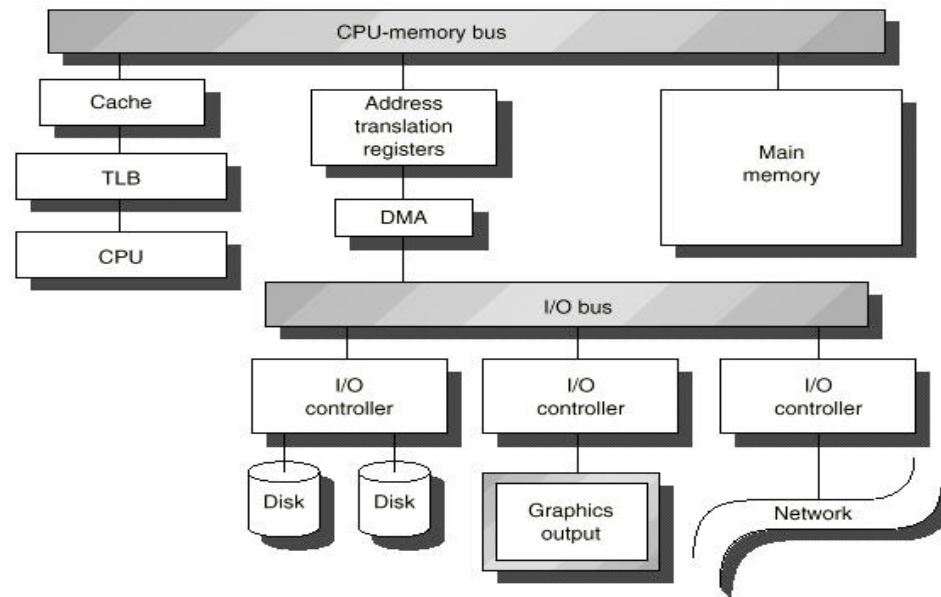 CPU-memory bus
Cache
Address
translation
registers
Main
memory
TLB
DMA
CPU
I/O bus
I/O
controller
I/O
controller
I/O
controller
Disk
Disk
Graphics
output
Network